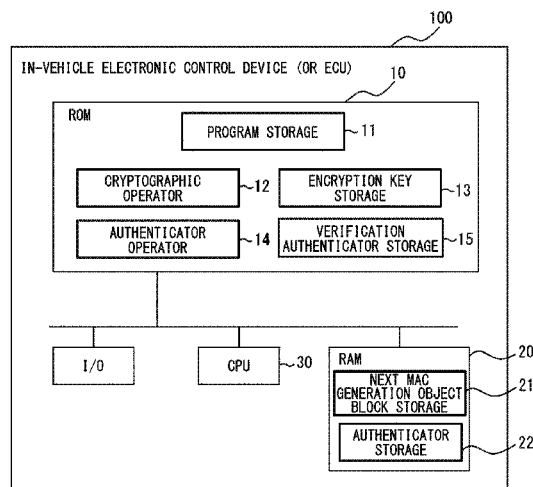 100
IN-VEHICLE ELECTRONIC CONTROL DEVICE (OR ECU)
10
ROM
PROGRAM STORAGE
11
CRYPTOGRAPHIC
OPERATOR
12
ENCRYPTION KEY
STORAGE
13
AUTHENTICATOR
OPERATOR
14
VERIFICATION
AUTHENTICATOR STORAGE
15
I/O
CPU
30
RAM
20
NEXT MAC
GENERATION OBJECT
BLOCK STORAGE
21
AUTHENTICATOR
STORAGE
22